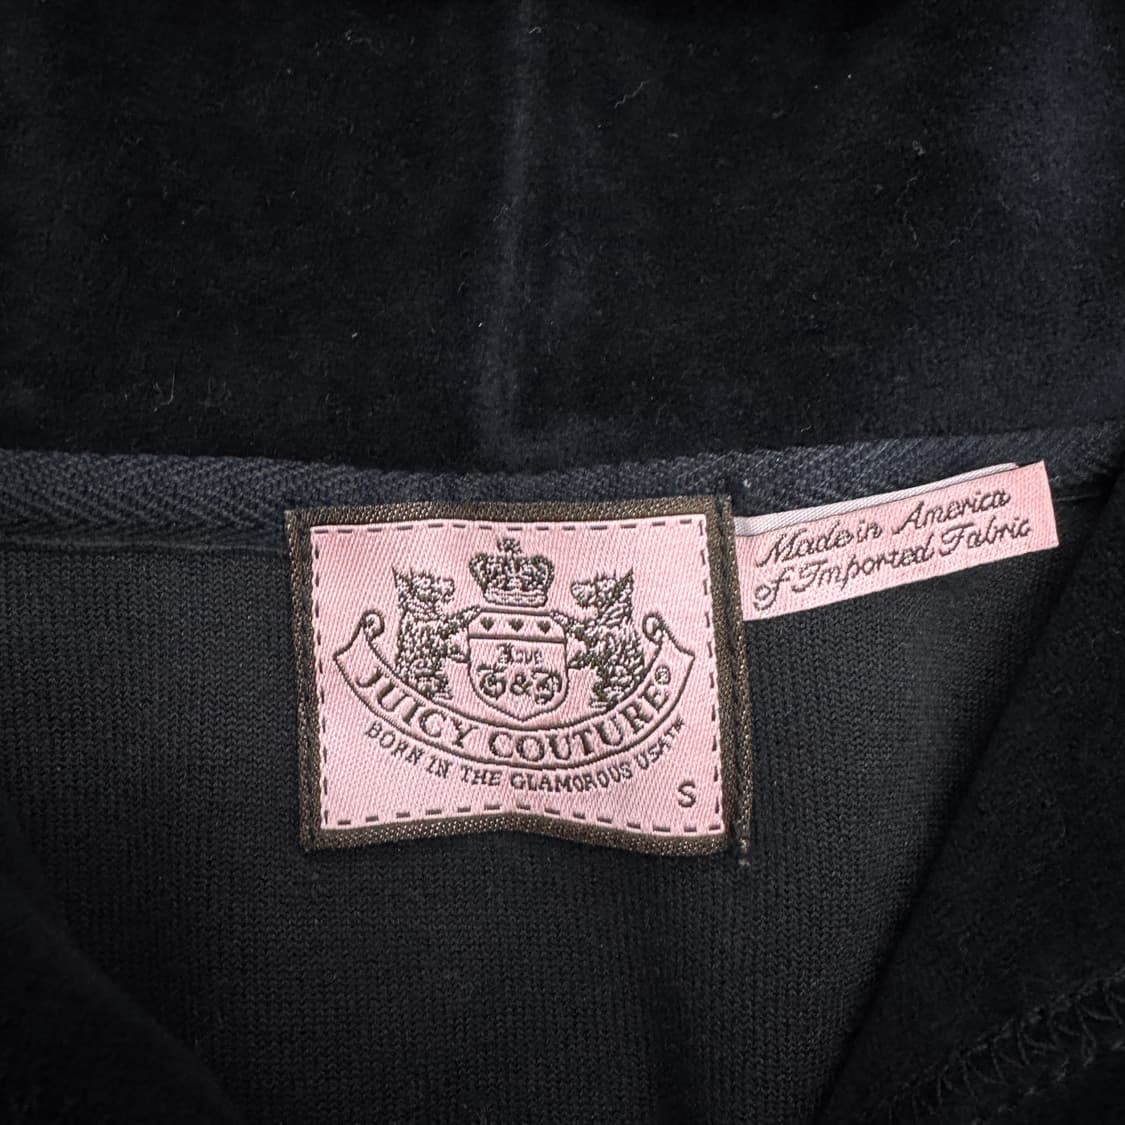 Love
G&P
JUICY COUTURE®
BORN IN THE GLAMOROUS USA™
S
Made in America
of Imported Fabric